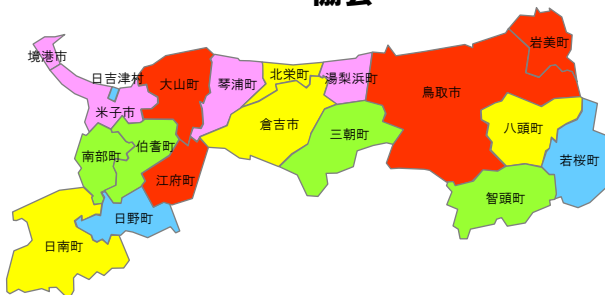 岩美町
境港市
日吉津村
大山町
琴浦町
北栄町
湯梨浜町
鳥取市
米子市
倉吉市
三朝町
八頭町
南部町
伯耆町
若桜町
江府町
智頭町
日野町
日南町